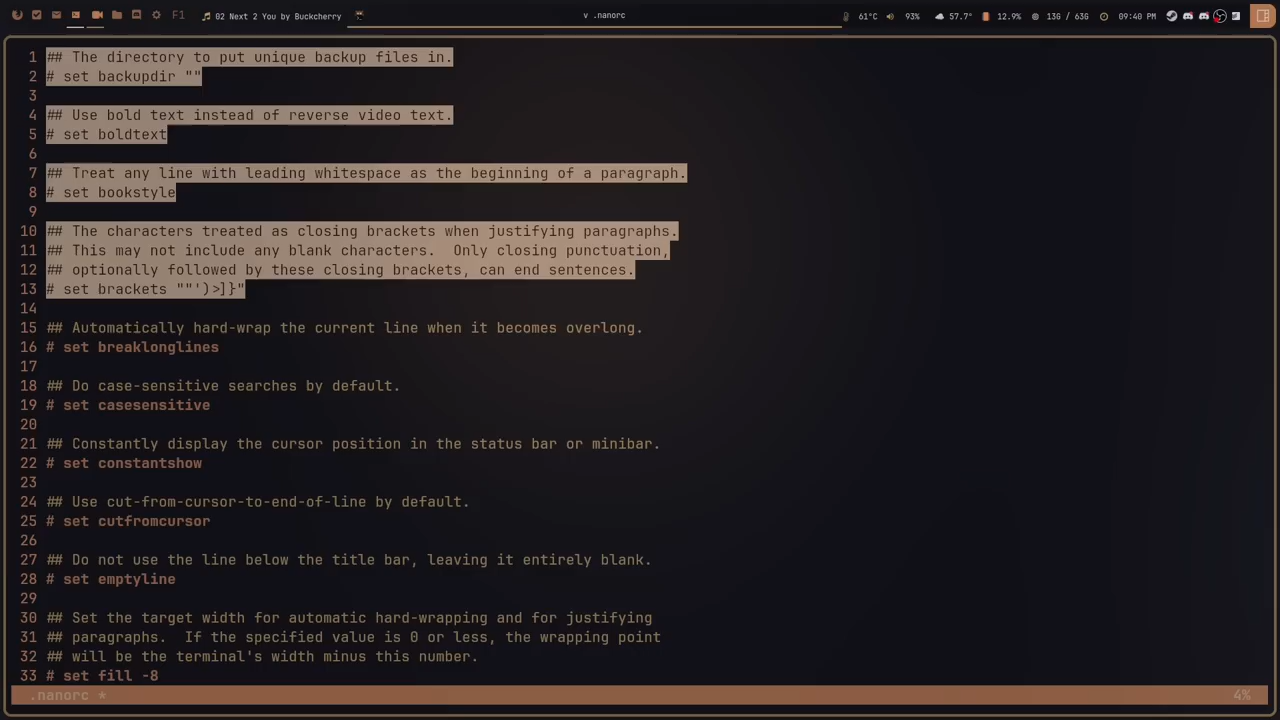 F1
02 Next 2 You by Buckcherry
v .nanorc
61°C
93%
57.7°
12.9%
13G / 63G
09:40 PM
1 ## The directory to put unique backup files in.
2 # set backupdir ""
3
4 ## Use bold text instead of reverse video text.
5 # set boldtext
6
7 ## Treat any line with leading whitespace as the beginning of a paragraph.
8 # set bookstyle
9
10 ## The characters treated as closing brackets when justifying paragraphs.
11 ## This may not include any blank characters.  Only closing punctuation,
12 ## optionally followed by these closing brackets, can end sentences.
13 # set brackets ""')>]}"
14
15 ## Automatically hard-wrap the current line when it becomes overlong.
16 # set breaklonglines
17
18 ## Do case-sensitive searches by default.
19 # set casesensitive
20
21 ## Constantly display the cursor position in the status bar or minibar.
22 # set constantshow
23
24 ## Use cut-from-cursor-to-end-of-line by default.
25 # set cutfromcursor
26
27 ## Do not use the line below the title bar, leaving it entirely blank.
28 # set emptyline
29
30 ## Set the target width for automatic hard-wrapping and for justifying
31 ## paragraphs.  If the specified value is 0 or less, the wrapping point
32 ## will be the terminal's width minus this number.
33 # set fill -8
.nanorc *
4%